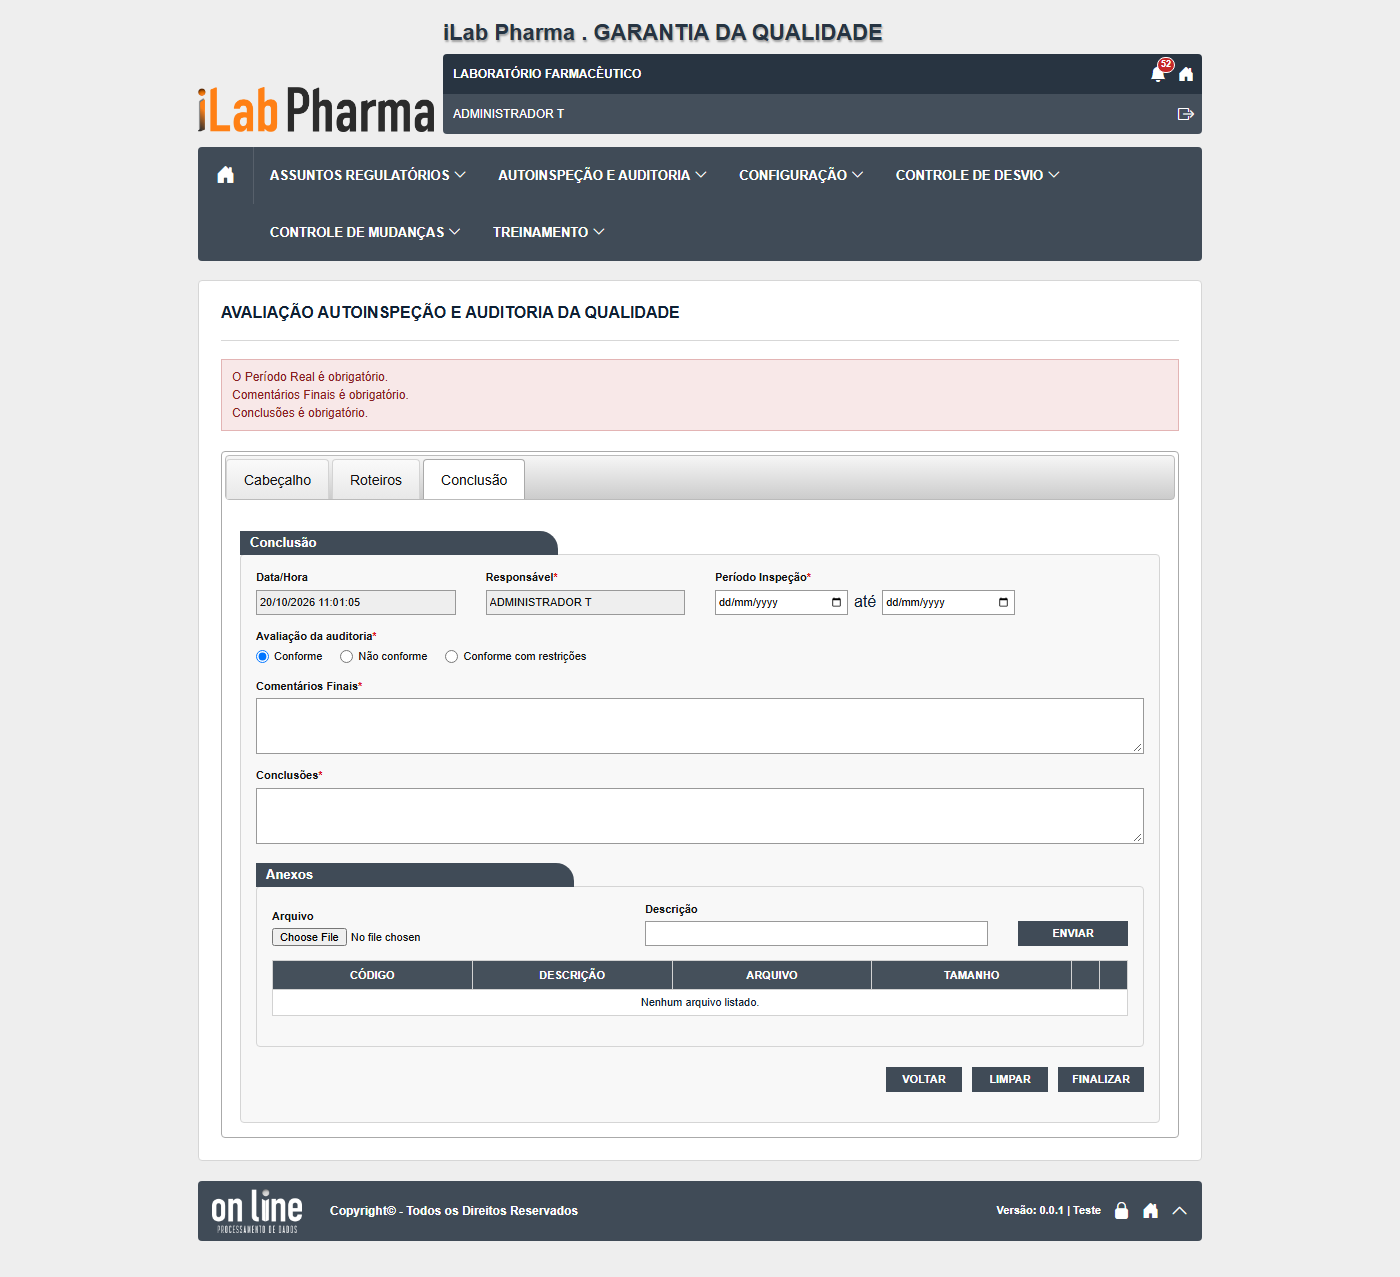 iLab Pharma . GARANTIA DA QUALIDADE
iLab Pharma
LABORATÓRIO FARMACÊUTICO
52
ADMINISTRADOR T
ASSUNTOS REGULATÓRIOS
AUTOINSPEÇÃO E AUDITORIA
CONFIGURAÇÃO
CONTROLE DE DESVIO
CONTROLE DE MUDANÇAS
TREINAMENTO
AVALIAÇÃO AUTOINSPEÇÃO E AUDITORIA DA QUALIDADE
O Período Real é obrigatório.
Comentários Finais é obrigatório.
Conclusões é obrigatório.
Cabeçalho
Roteiros
Conclusão
Conclusão
Data/Hora
Responsável*
Período Inspeção*
20/10/2026 11:01:05
ADMINISTRADOR T
dd/mm/yyyy
até
dd/mm/yyyy
Avaliação da auditoria*
Conforme
Não conforme
Conforme com restrições
Comentários Finais*
Conclusões*
Anexos
Arquivo
Descrição
Choose File
No file chosen
ENVIAR
CÓDIGO
DESCRIÇÃO
ARQUIVO
TAMANHO
Nenhum arquivo listado.
VOLTAR
LIMPAR
FINALIZAR
on line
PROCESSAMENTO DE DADOS
Copyright© - Todos os Direitos Reservados
Versão: 0.0.1 | Teste